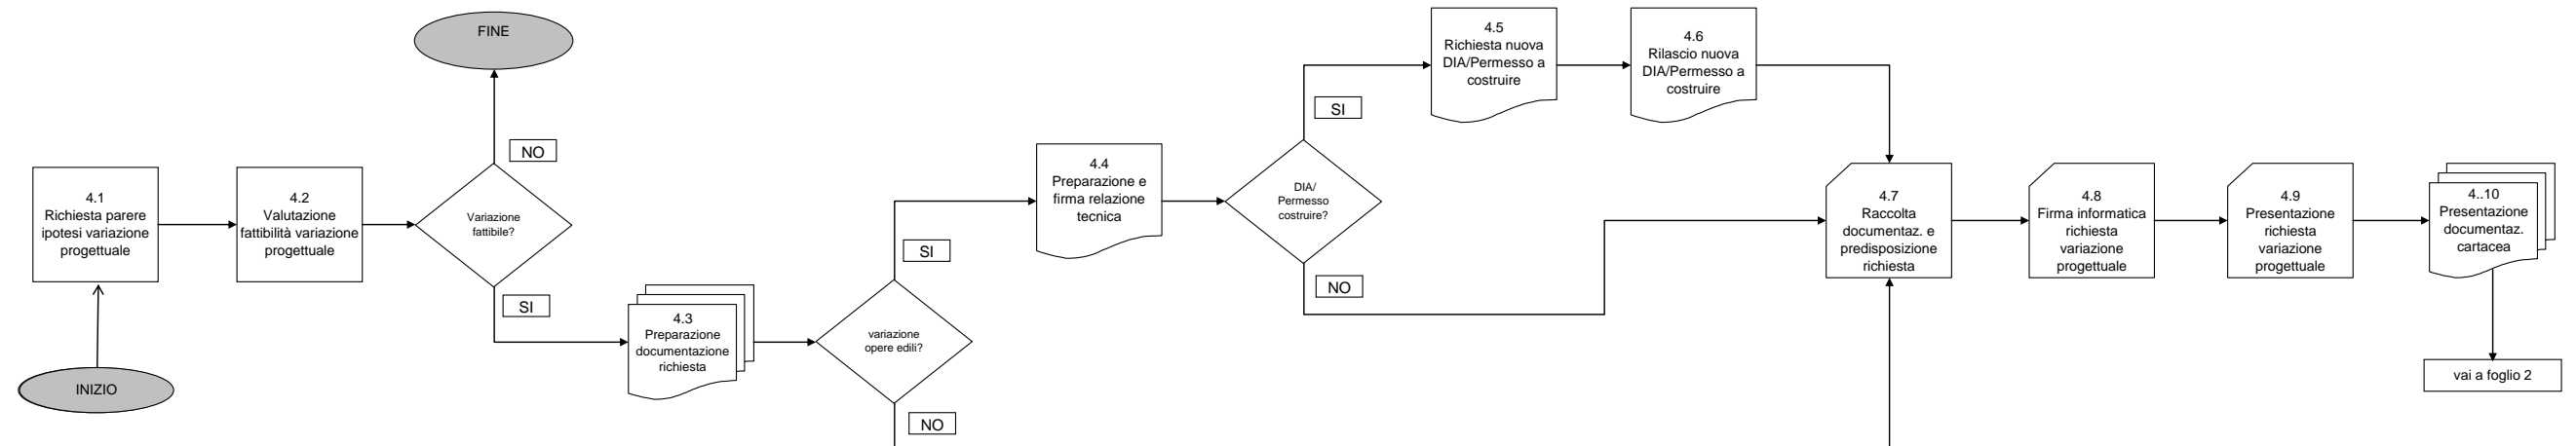 FINE
NO
4.1
Richiesta parere
ipotesi variazione
progettuale
4.2
Valutazione
fattibilità variazione
progettuale
Variazione
fattibile?
SI
INIZIO
4.3
Preparazione
documentazione
richiesta
variazione
opere edili?
SI
NO
4.4
Preparazione e
firma relazione
tecnica
DIA/
Permesso
costruire?
SI
NO
4.5
Richiesta nuova
DIA/Permesso a
costruire
4.6
Rilascio nuova
DIA/Permesso a
costruire
4.7
Raccolta
documentaz. e
predisposizione
richiesta
4.8
Firma informatica
richiesta
variazione
progettuale
4.9
Presentazione
richiesta
variazione
progettuale
4..10
Presentazione
documentaz.
cartacea
vai a foglio 2